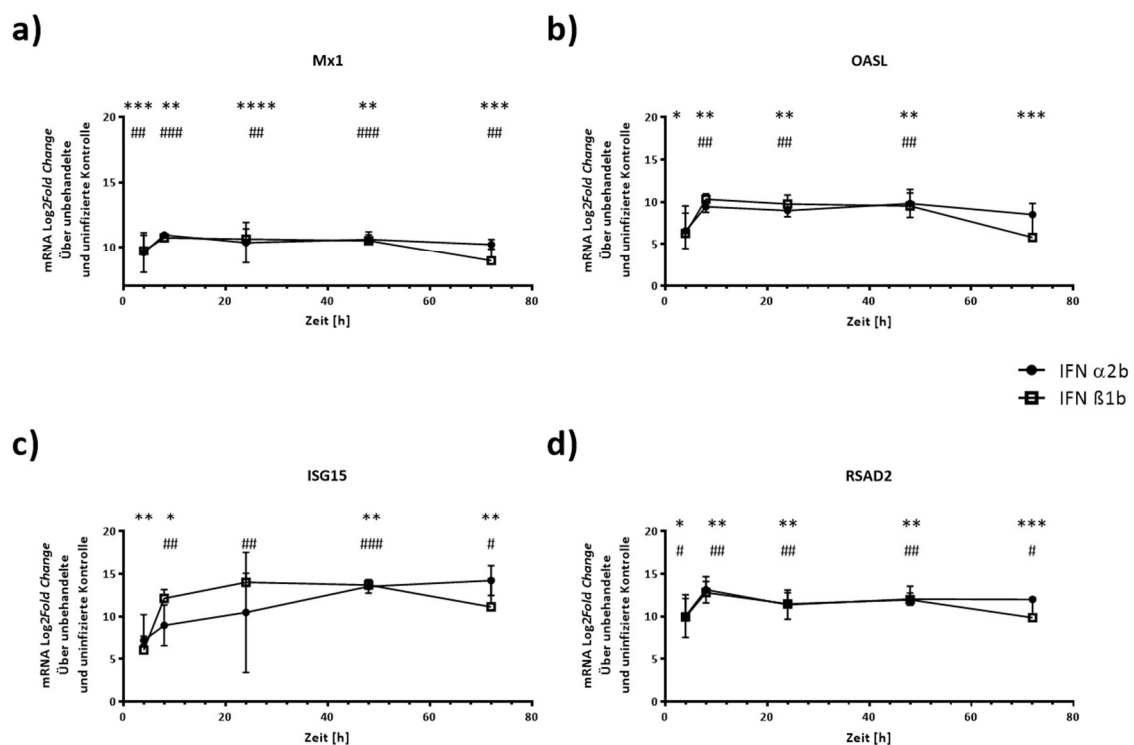 a)
Mx1
*** ** **** ** ***
## ### ## ### ##
mRNA Log2Fold Change
Über unbehandelte
und uninfizierte Kontrolle
20
15
10
0 20 40 60 80
Zeit [h]
b)
OASL
* ** ** ** ***
## ## ##
mRNA Log2Fold Change
Über unbehandelte
und uninfizierte Kontrolle
20
15
10
5
0
0 20 40 60 80
Zeit [h]
IFN α2b
IFN ß1b
c)
ISG15
** * ** **
## ## ### #
mRNA Log2Fold Change
Über unbehandelte
und uninfizierte Kontrolle
20
15
10
5
0
0 20 40 60 80
Zeit [h]
d)
RSAD2
* ** ** ** ***
# ## ## ## #
mRNA Log2Fold Change
Über unbehandelte
und uninfizierte Kontrolle
20
15
10
5
0
0 20 40 60 80
Zeit [h]